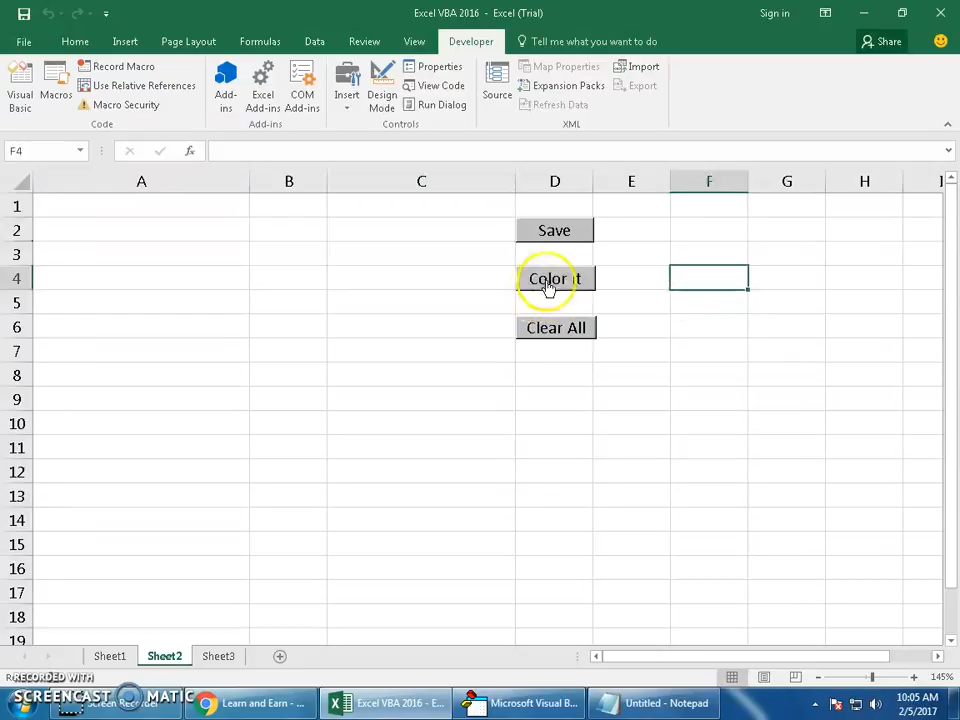 Excel VBA 2016 - Excel (Trial)
Sign in
File
Home
Insert
Page Layout
Formulas
Data
Review
View
Developer
Tell me what you want to do
Share
Visual Basic
Macros
Record Macro
Use Relative References
Macro Security
Code
Add-ins
Excel Add-ins
COM Add-ins
Add-ins
Insert
Design Mode
Properties
View Code
Run Dialog
Controls
Source
Map Properties
Expansion Packs
Refresh Data
Import
Export
XML
F4
fx
A B C D E F G H I
1
2 Save
3
4 Color it
5
6 Clear All
7
8
9
10
11
12
13
14
15
16
17
18
19
Sheet1
Sheet2
Sheet3
145%
RECORDED WITH
SCREENCAST MATIC
Screen Recorder
Learn and Earn - ...
Excel VBA 2016 - E...
Microsoft Visual B...
Untitled - Notepad
10:05 AM
2/5/2017